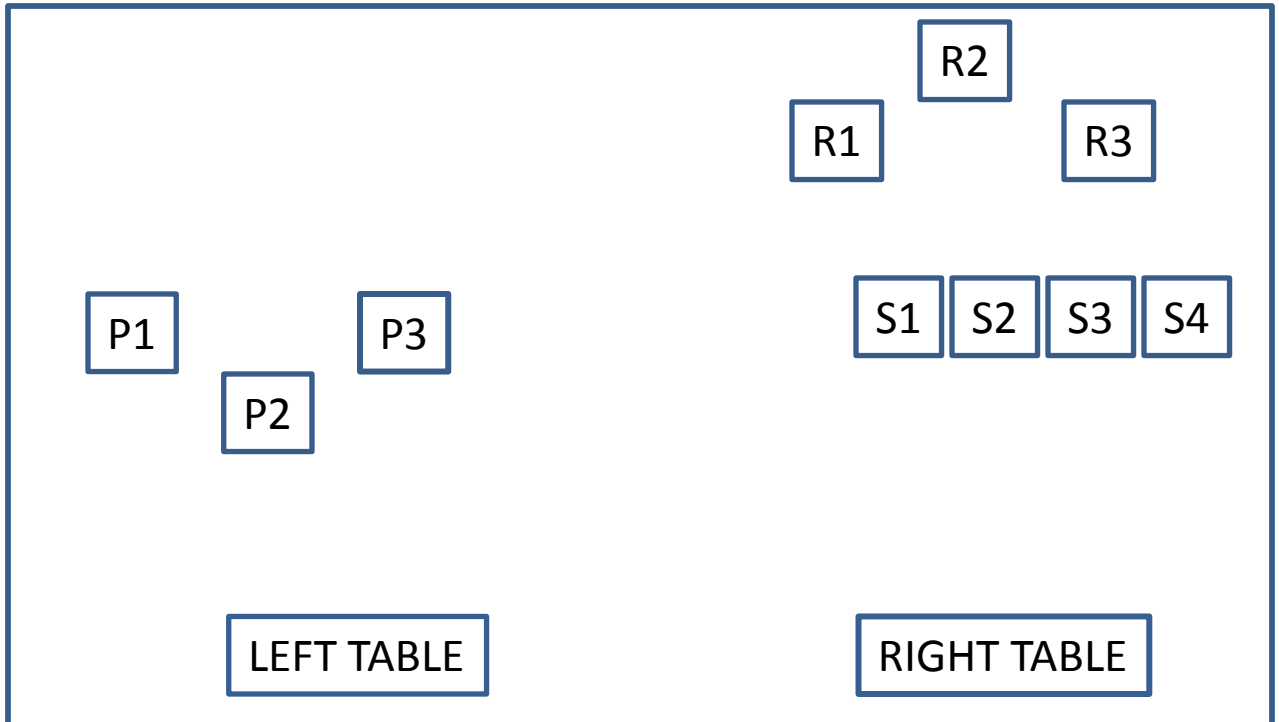 R2
R1 R3
S1 S2 S3 S4
P1 P3
P2
LEFT TABLE RIGHT TABLE